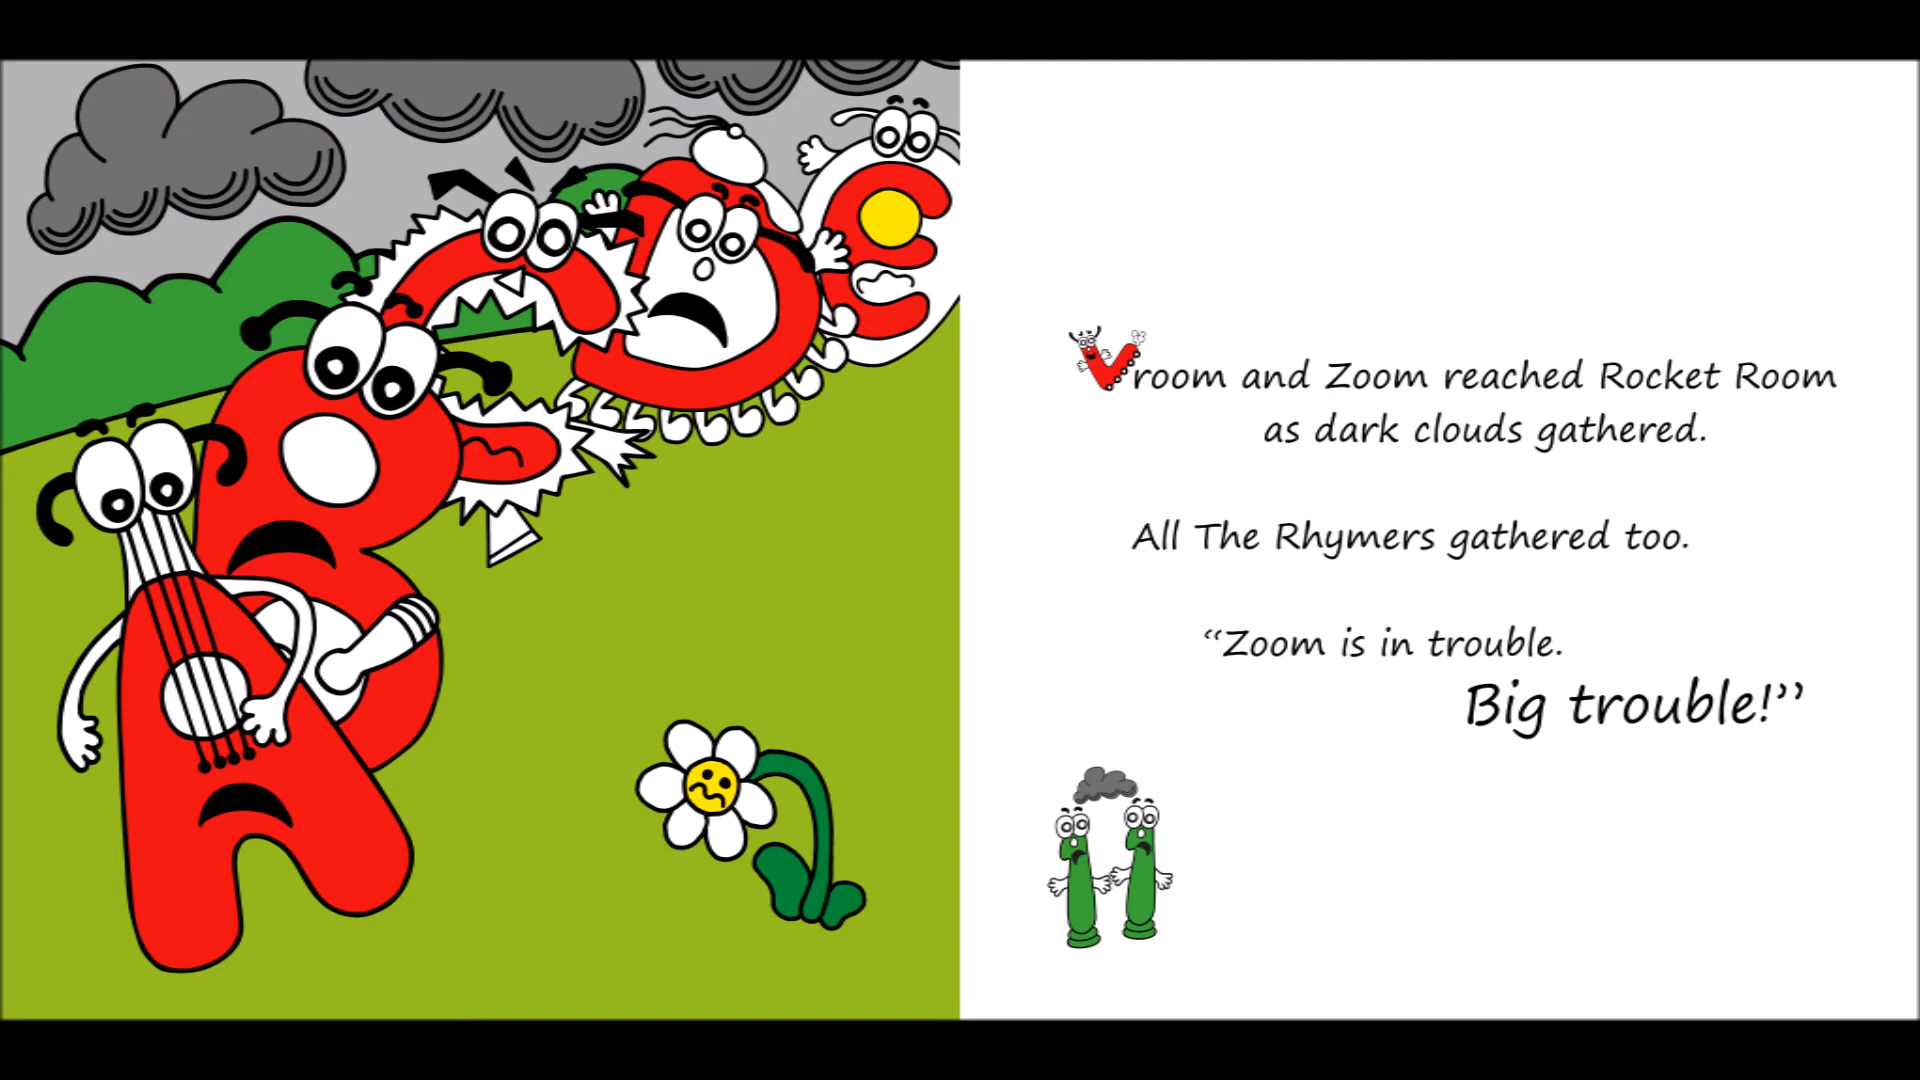 Vroom and Zoom reached Rocket Room
as dark clouds gathered.
All The Rhymers gathered too.
“Zoom is in trouble.
Big trouble!”